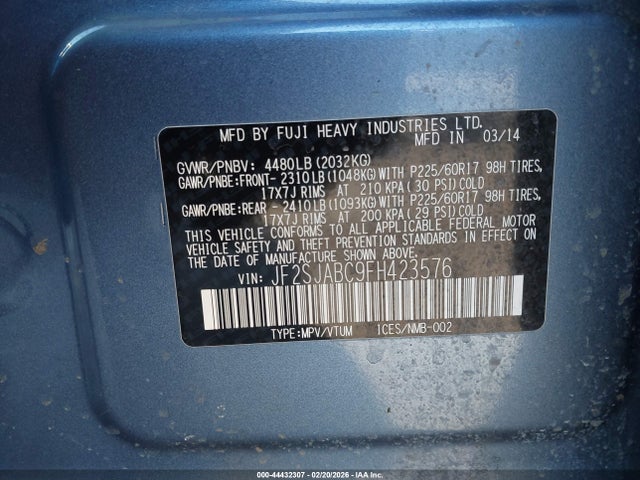 MFD BY FUJI HEAVY INDUSTRIES LTD.
MFD IN 03/14
GVWR/PNBV: 4480LB(2032KG)
GAWR/PNBE:FRONT- 2310LB(1048KG)WITH P225/60R17 98H TIRES,
17X7J RIMS AT 210 KPA(30 PSI)COLD
GAWR/PNBE:REAR - 2410LB(1093KG)WITH P225/60R17 98H TIRES,
17X7J RIMS AT 200 KPA(29 PSI)COLD
THIS VEHICLE CONFORMS TO ALL APPLICABLE FEDERAL MOTOR
VEHICLE SAFETY AND THEFT PREVENTION STANDARDS IN EFFECT ON
THE DATE OF MANUFACTURE SHOWN ABOVE.
VIN: JF2SJABC9FH423576
TYPE:MPV/VTUM 1CES/NMB-002
000-44432307 - 02/20/2026 - IAAI.com